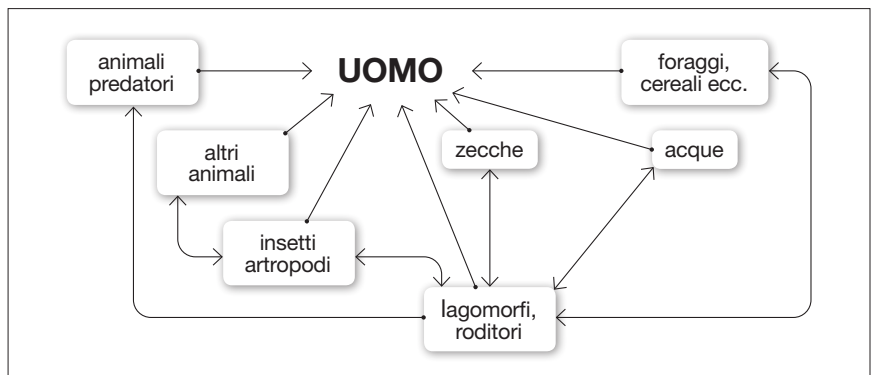 animali
predatori
UOMO
foraggi,
cereali ecc.
altri
animali
zecche
acque
insetti
artropodi
lagomorfi,
roditori